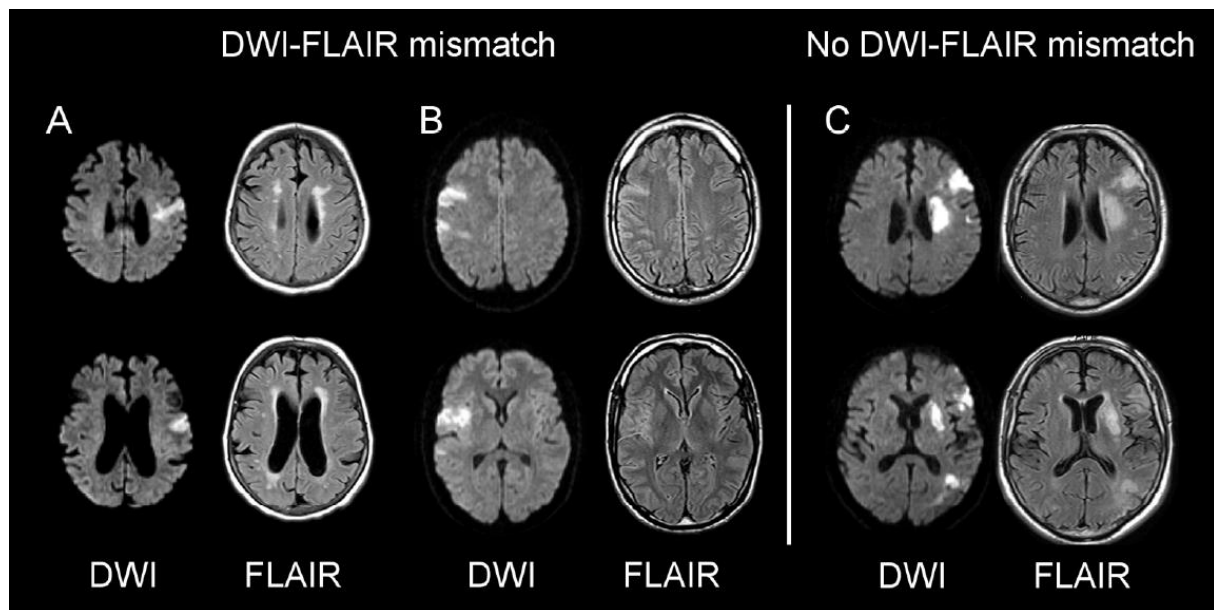 DWI-FLAIR mismatch
No DWI-FLAIR mismatch
A
B
C
DWI
FLAIR
DWI
FLAIR
DWI
FLAIR